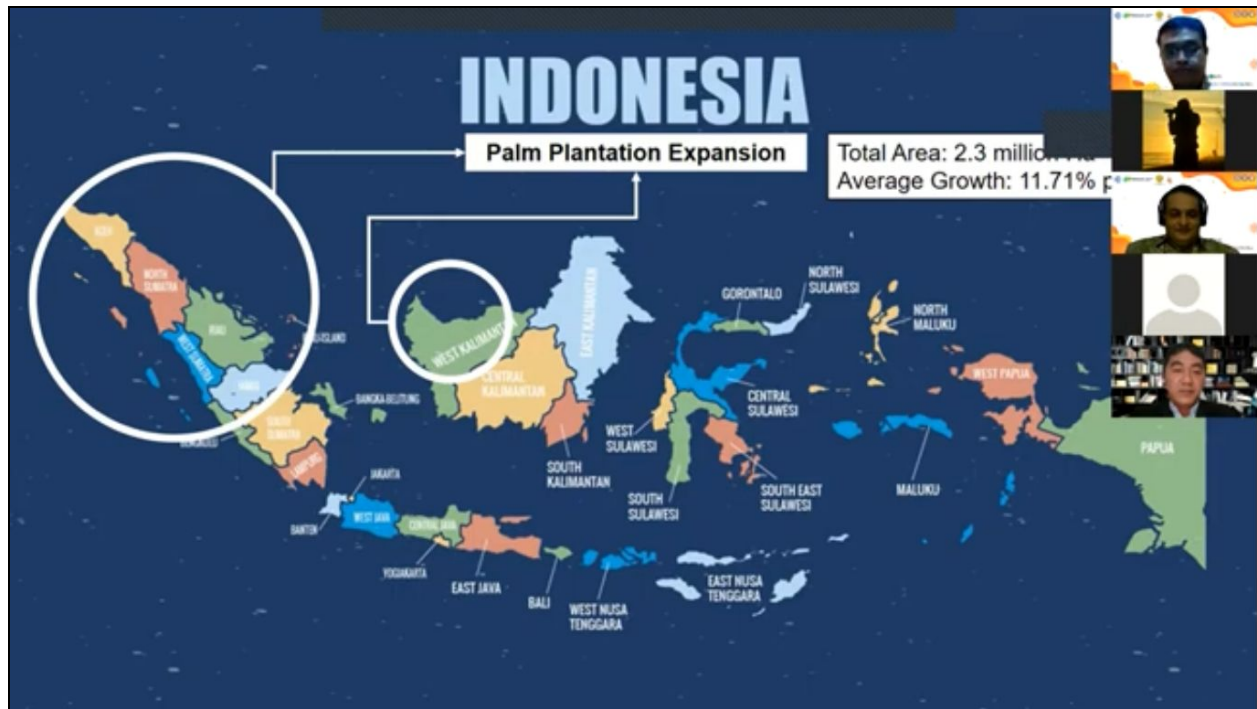 INDONESIA
Palm Plantation Expansion
Total Area: 2.3 million Ha
Average Growth: 11.71% p
ACEH
NORTH
SUMATRA
RIAU
WEST SUMATRA
SOUTH
SUMATRA
BENGKULU
LAMPUNG
BANGKA-BELITUNG
JAKARTA
BANTEN
WEST JAVA
CENTRAL JAVA
YOGYAKARTA
EAST JAVA
BALI
WEST NUSA
TENGGARA
EAST NUSA
TENGGARA
WEST KALIMANTAN
CENTRAL
KALIMANTAN
EAST KALIMANTAN
SOUTH
KALIMANTAN
GORONTALO
NORTH
SULAWESI
CENTRAL
SULAWESI
WEST
SULAWESI
SOUTH
SULAWESI
SOUTH EAST
SULAWESI
NORTH
MALUKU
MALUKU
WEST PAPUA
PAPUA